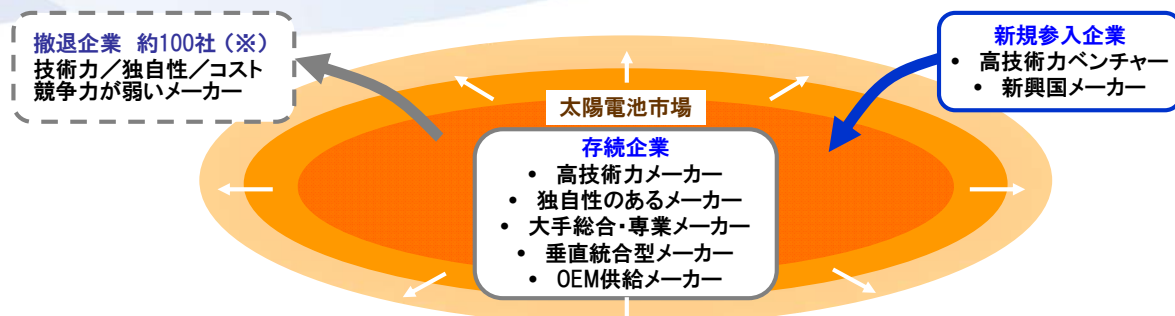 撤退企業 約100社（※）
技術力／独自性／コスト
競争力が弱いメーカー
新規参入企業
• 高技術力ベンチャー
• 新興国メーカー
太陽電池市場
存続企業
• 高技術力メーカー
• 独自性のあるメーカー
• 大手総合・専業メーカー
• 垂直統合型メーカー
• OEM供給メーカー